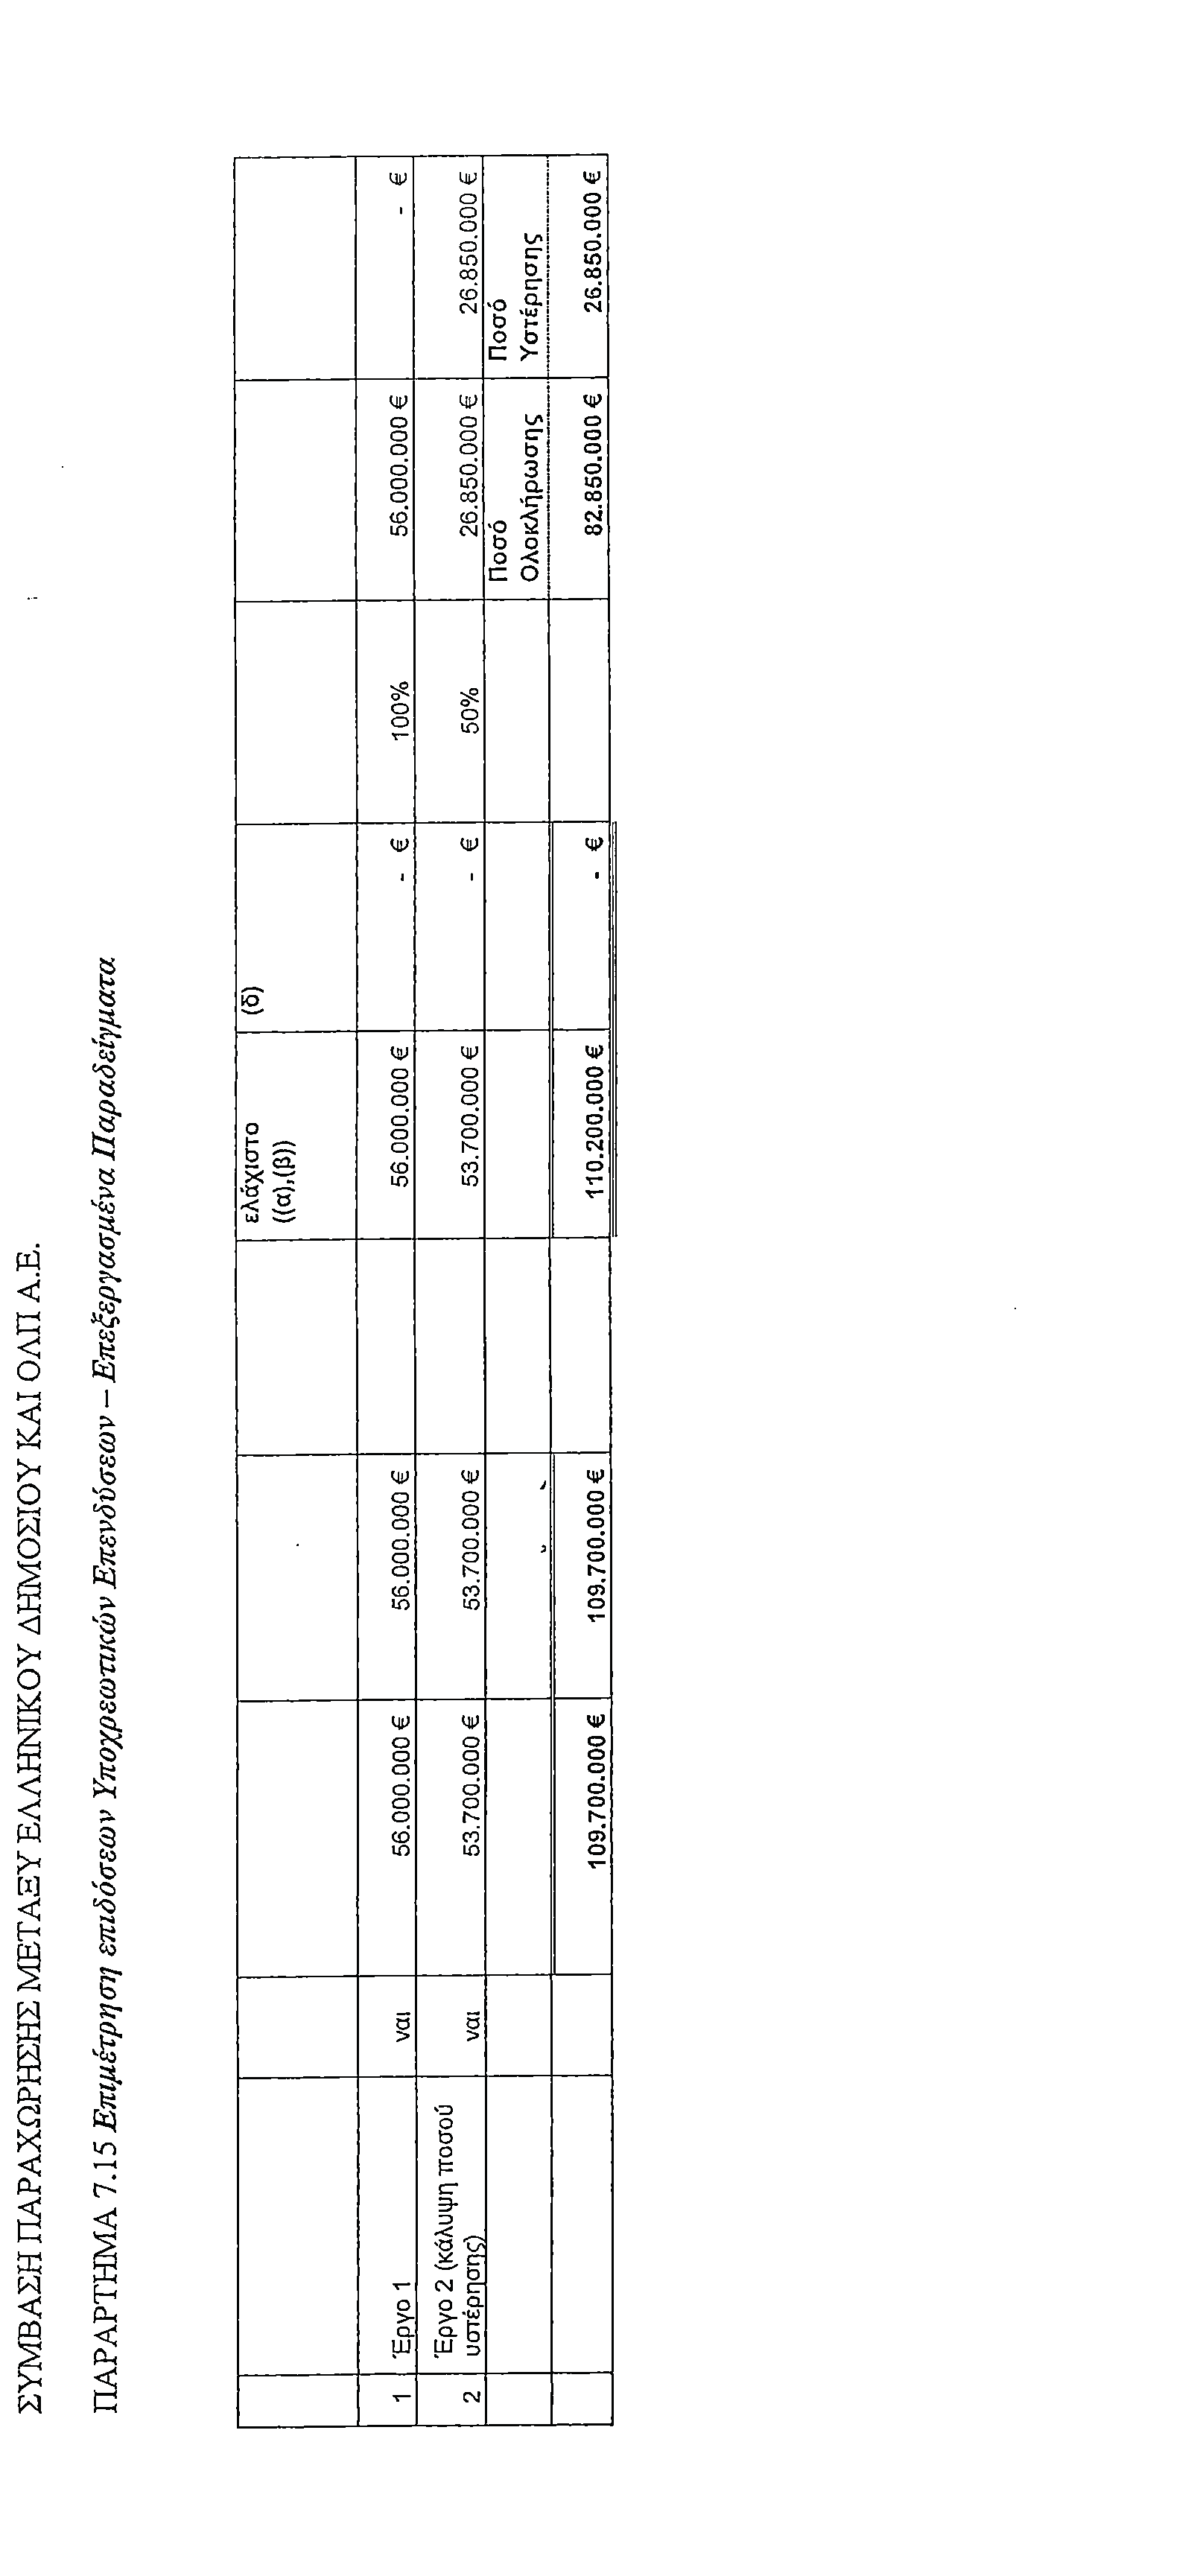 ΣΥΜΒΑΣΗ ΠΑΡΑΧΩΡΗΣΗΣ ΜΕΤΑΞΥ ΕΛΛΗΝΙΚΟΥ ΔΗΜΟΣΙΟΥ ΚΑΙ ΟΛΠ Α.Ε.
ΠΑΡΑΡΤΗΜΑ 7.15 Επιμέτρηση επιδόσεων Υποχρεωτικών Επενδύσεων – Επεξεργασμένα Παραδείγματα
ελάχιστο ((α),(β)) (δ)
1 Έργο 1 ναι 56.000.000 € 56.000.000 € 56.000.000 € - € 100% 56.000.000 € - €
2 Έργο 2 (κάλυψη ποσού υστέρησης) ναι 53.700.000 € 53.700.000 € 53.700.000 € - € 50% 26.850.000 € 26.850.000 €
Ποσό Ολοκλήρωσης Ποσό Υστέρησης
109.700.000 € 109.700.000 € 110.200.000 € - € 82.850.000 € 26.850.000 €